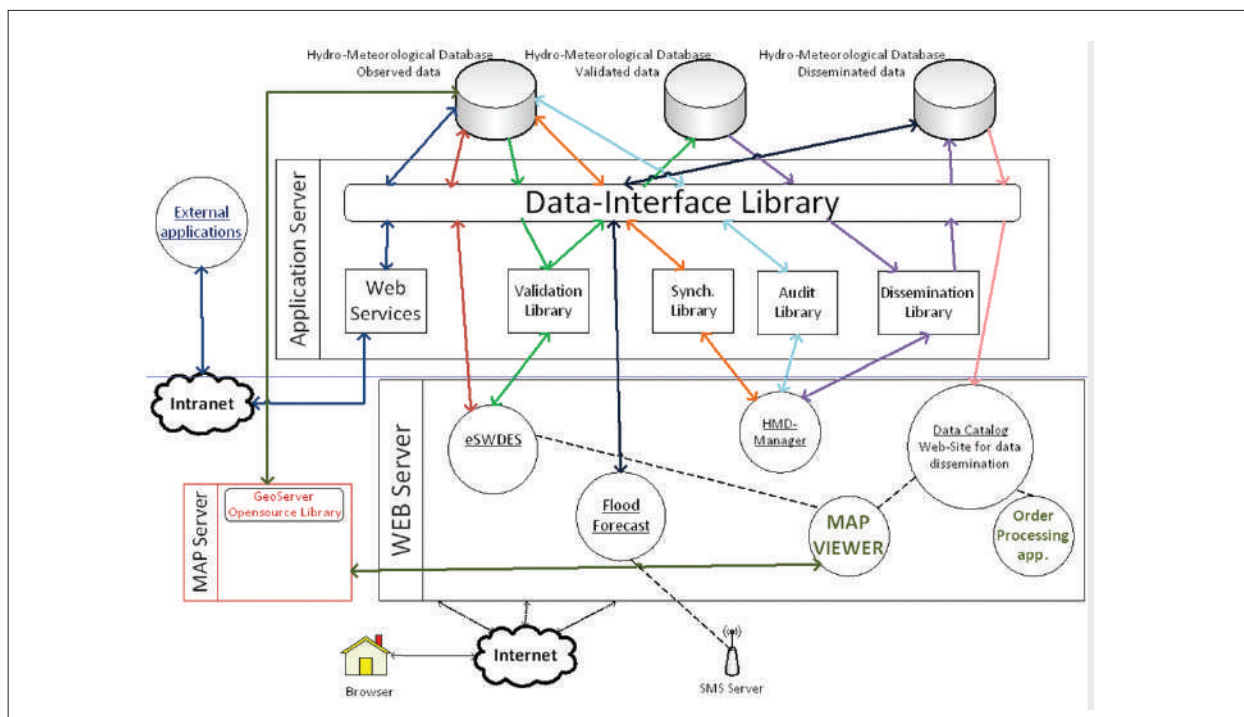 Hydro-Meteorological Database
Observed data
Hydro-Meteorological Database
Validated data
Hydro-Meteorological Database
Disseminated data
Application Server
Data-Interface Library
External
applications
Web
Services
Validation
Library
Synch.
Library
Audit
Library
Dissemination
Library
Intranet
WEB Server
eSWDES
HMD-
Manager
Data Catalog
Web-Site for data
dissemination
MAP Server
GeoServer
Opensource Library
Flood
Forecast
MAP
VIEWER
Order
Processing
app.
Internet
Browser
SMS Server